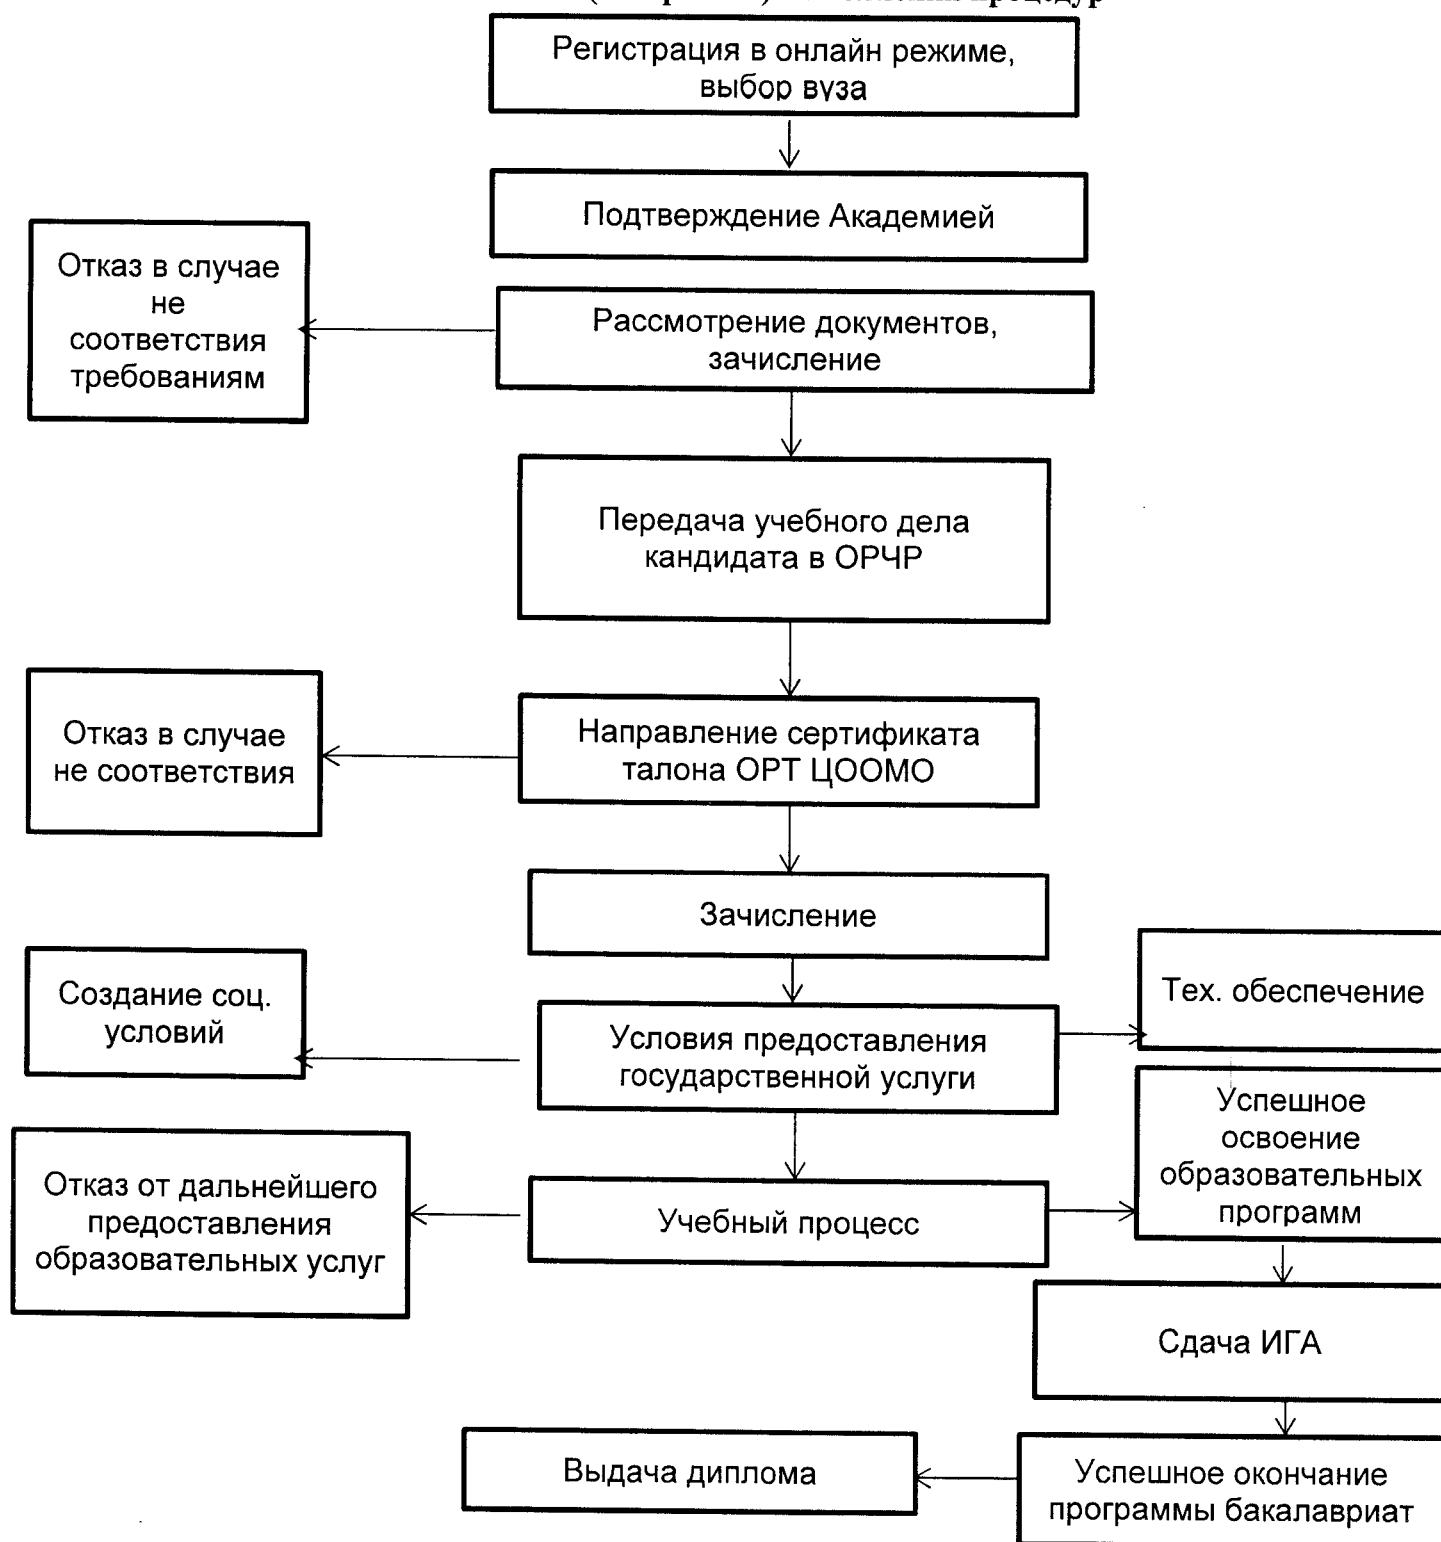 процедур
Регистрация в онлайн режиме,
выбор вуза
Подтверждение Академией
Отказ в случае
не
соответствия
требованиям
Рассмотрение документов,
зачисление
Передача учебного дела
кандидата в ОРЧР
Отказ в случае
не соответствия
Направление сертификата
талона ОРТ ЦООМО
Зачисление
Создание соц.
условий
Тех. обеспечение
Условия предоставления
государственной услуги
Успешное
освоение
образовательных
программ
Отказ от дальнейшего
предоставления
образовательных услуг
Учебный процесс
Сдача ИГА
Выдача диплома
Успешное окончание
программы бакалавриат